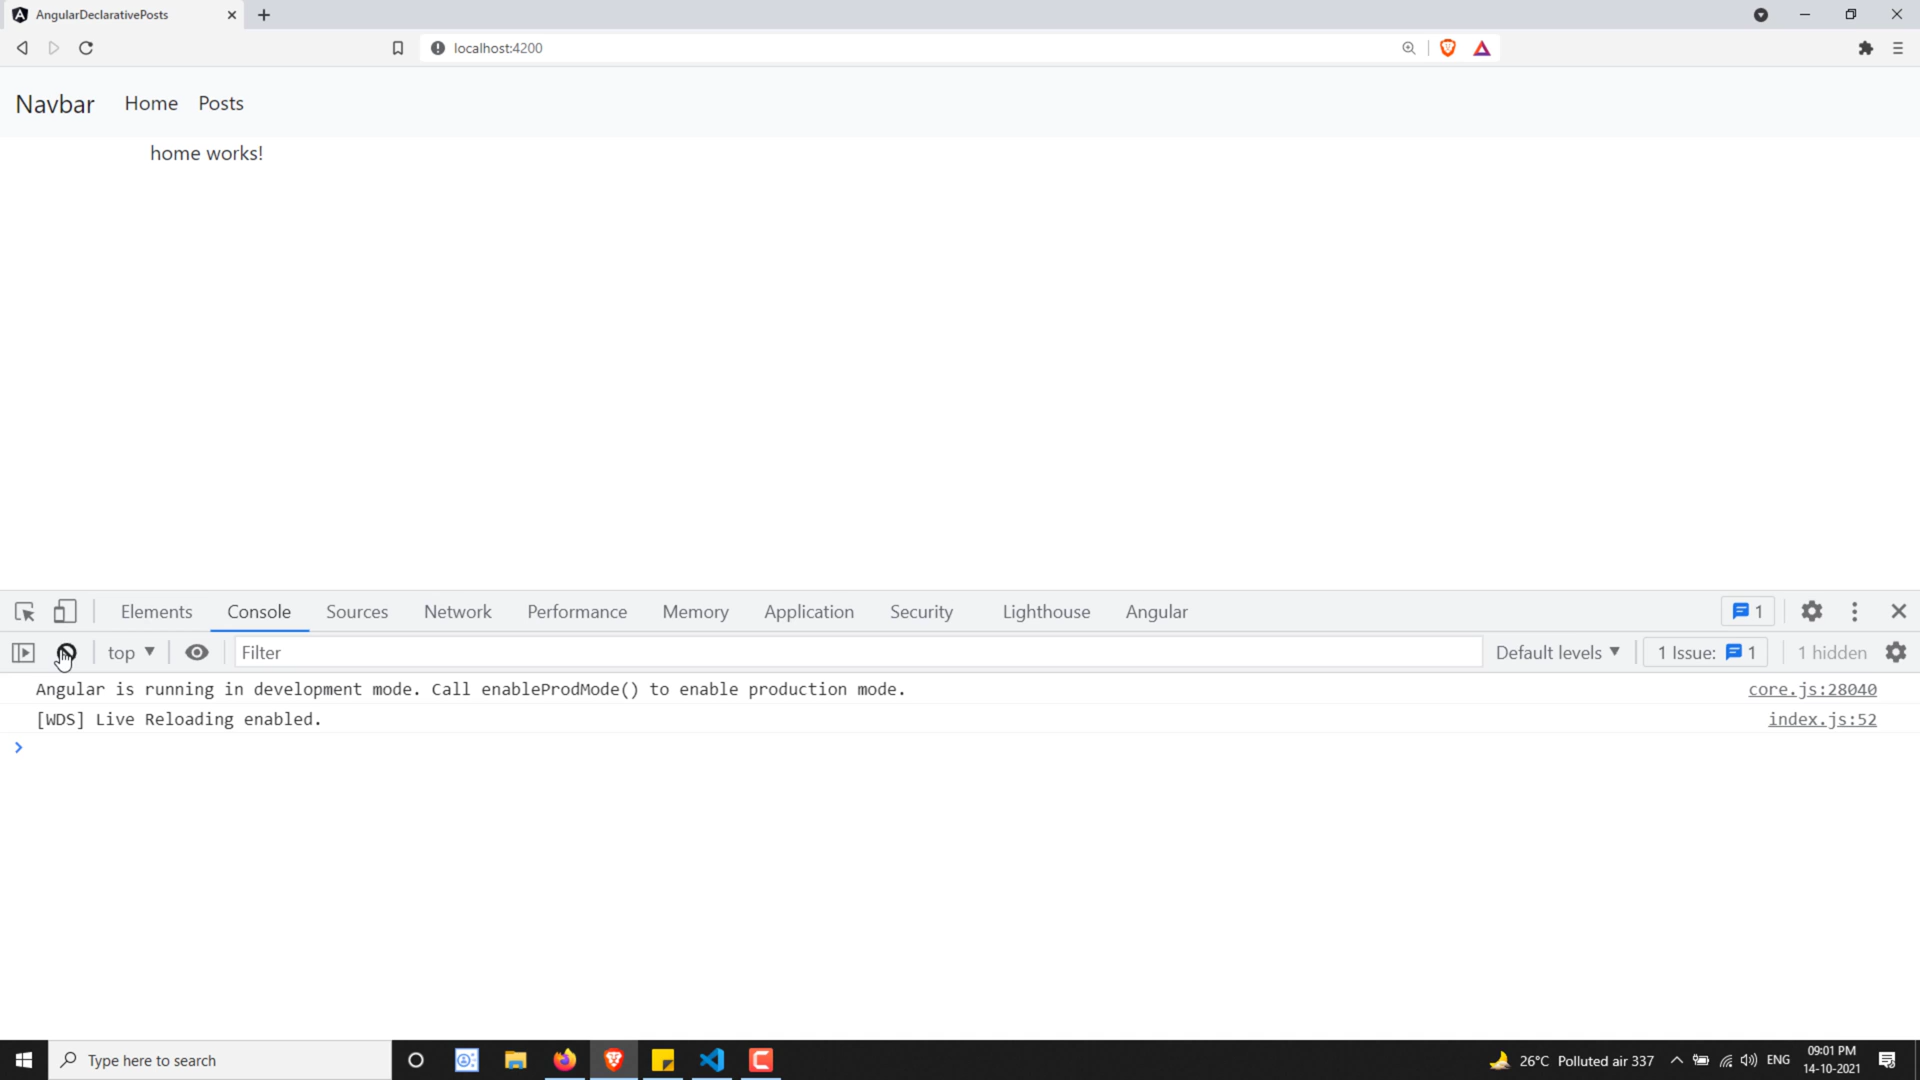 AngularDeclarativePosts
localhost:4200
Navbar Home Posts
home works!
Elements Console Sources Network Performance Memory Application Security Lighthouse Angular 1
top Filter Default levels 1 Issue: 1 1 hidden
Angular is running in development mode. Call enableProdMode() to enable production mode. core.js:28040
[WDS] Live Reloading enabled. index.js:52
Type here to search 26°C Polluted air 337 ENG 09:01 PM
14-10-2021